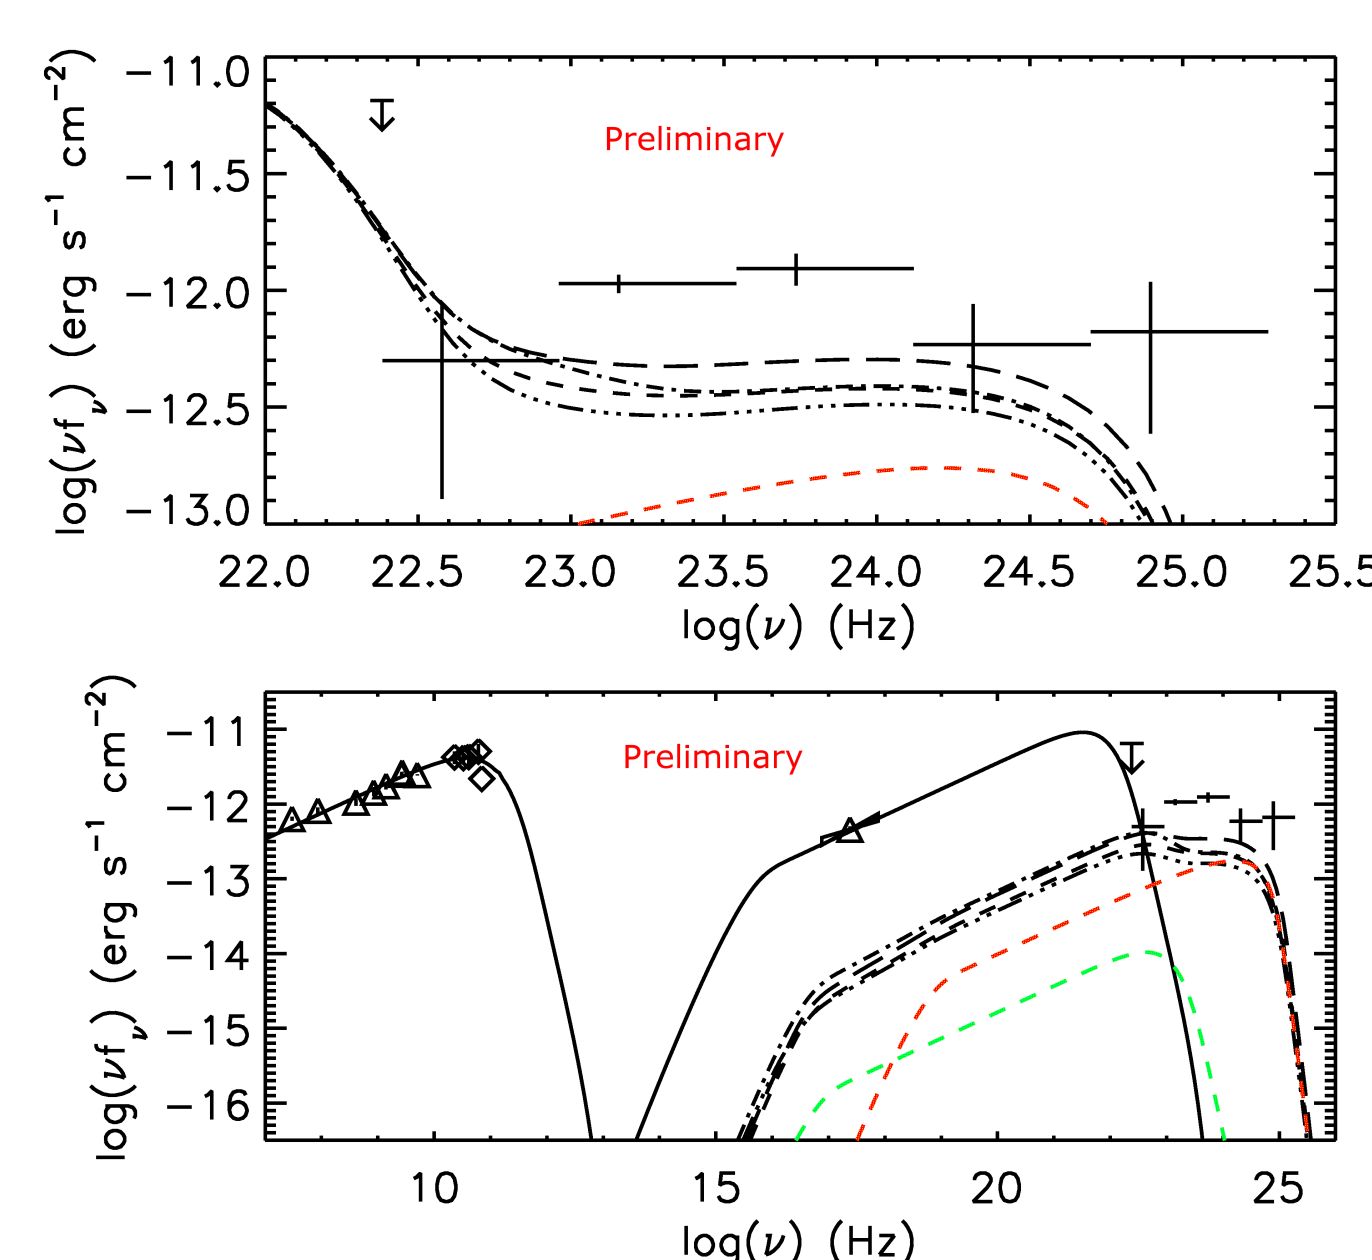 −11.0
Preliminary
−11.5
−12.0
−12.5
−13.0
log(νfν) (erg s−1 cm−2)
22.0 22.5 23.0 23.5 24.0 24.5 25.0 25.5
log(ν) (Hz)
−11
Preliminary
−12
−13
−14
−15
−16
log(νfν) (erg s−1 cm−2)
10 15 20 25
log(ν) (Hz)